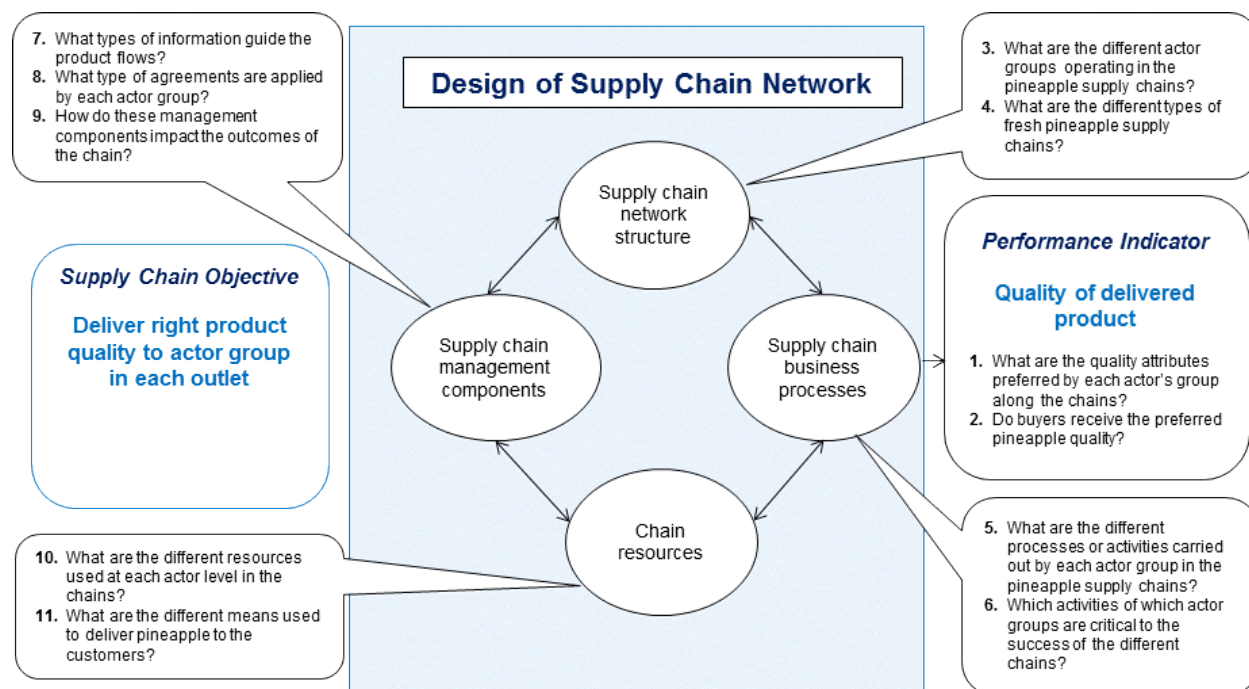 7. What types of information guide the
product flows?
8. What type of agreements are applied
by each actor group?
9. How do these management
components impact the outcomes of
the chain?
Design of Supply Chain Network
3. What are the different actor
groups operating in the
pineapple supply chains?
4. What are the different types of
fresh pineapple supply
chains?
Supply chain
network
structure
Supply Chain Objective
Deliver right product
quality to actor group
in each outlet
Supply chain
management
components
Supply chain
business
processes
Performance Indicator
Quality of delivered
product
1. What are the quality attributes
preferred by each actor's group
along the chains?
2. Do buyers receive the preferred
pineapple quality?
Chain
resources
10. What are the different resources
used at each actor level in the
chains?
11. What are the different means used
to deliver pineapple to the
customers?
5. What are the different
processes or activities carried
out by each actor group in the
pineapple supply chains?
6. Which activities of which actor
groups are critical to the
success of the different
chains?